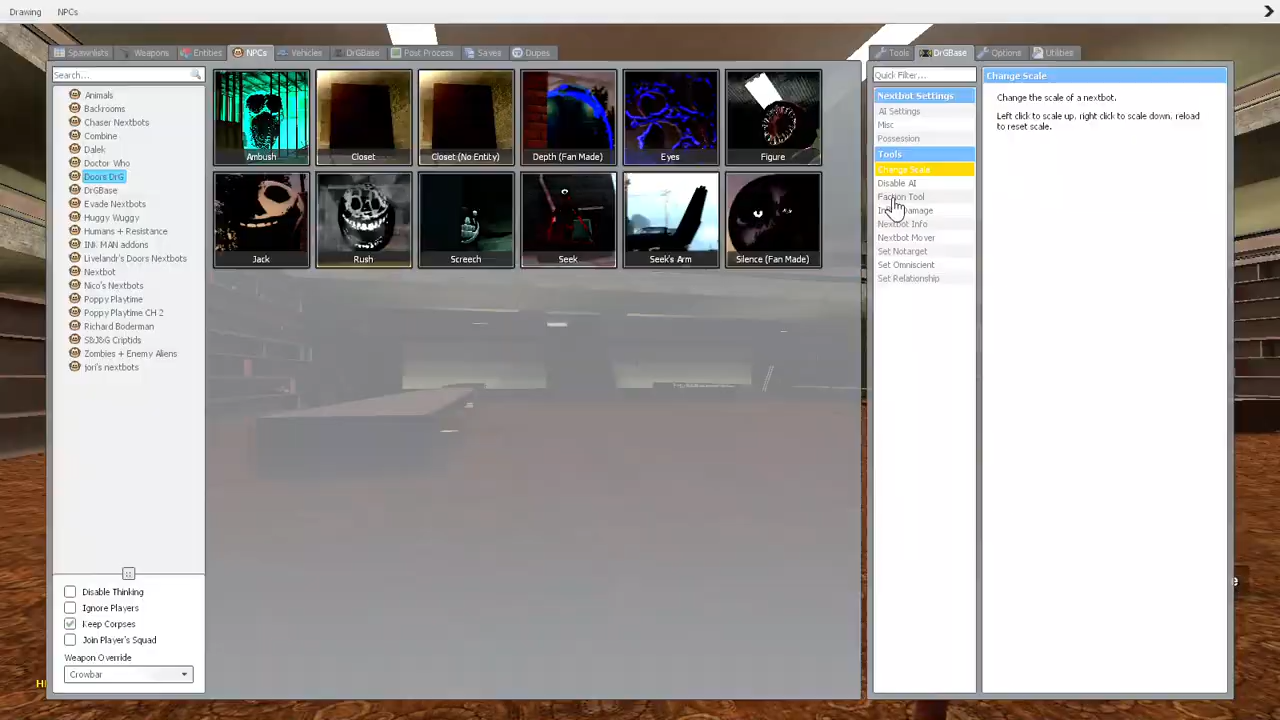 Drawing NPCs
Spawnlists Weapons Entities NPCs Vehicles DrGBase Post Process Saves Dupes
Search...
Animals
Backrooms
Chaser Nextbots
Combine
Dalek
Doctor Who
Doors DrG
DrGBase
Evade Nextbots
Huggy Wuggy
Humans + Resistance
INK MAN addons
Livelandr's Doors Nextbots
Nextbot
Nico's Nextbots
Poppy Playtime
Poppy Playtime CH 2
Richard Boderman
S&J&G Criptids
Zombies + Enemy Aliens
jori's nextbots
Disable Thinking
Ignore Players
Keep Corpses
Join Player's Squad
Weapon Override
Crowbar
Ambush Closet Closet (No Entity) Depth (Fan Made) Eyes Figure
Jack Rush Screech Seek Seek's Arm Silence (Fan Made)
Tools DrGBase Options Utilities
Quick Filter...
Nextbot Settings
AI Settings
Misc
Possession
Tools
Change Scale
Disable AI
Faction Tool
Damage
Nextbot Info
Nextbot Mover
Set Notarget
Set Omniscient
Set Relationship
Change Scale
Change the scale of a nextbot.
Left click to scale up, right click to scale down, reload
to reset scale.